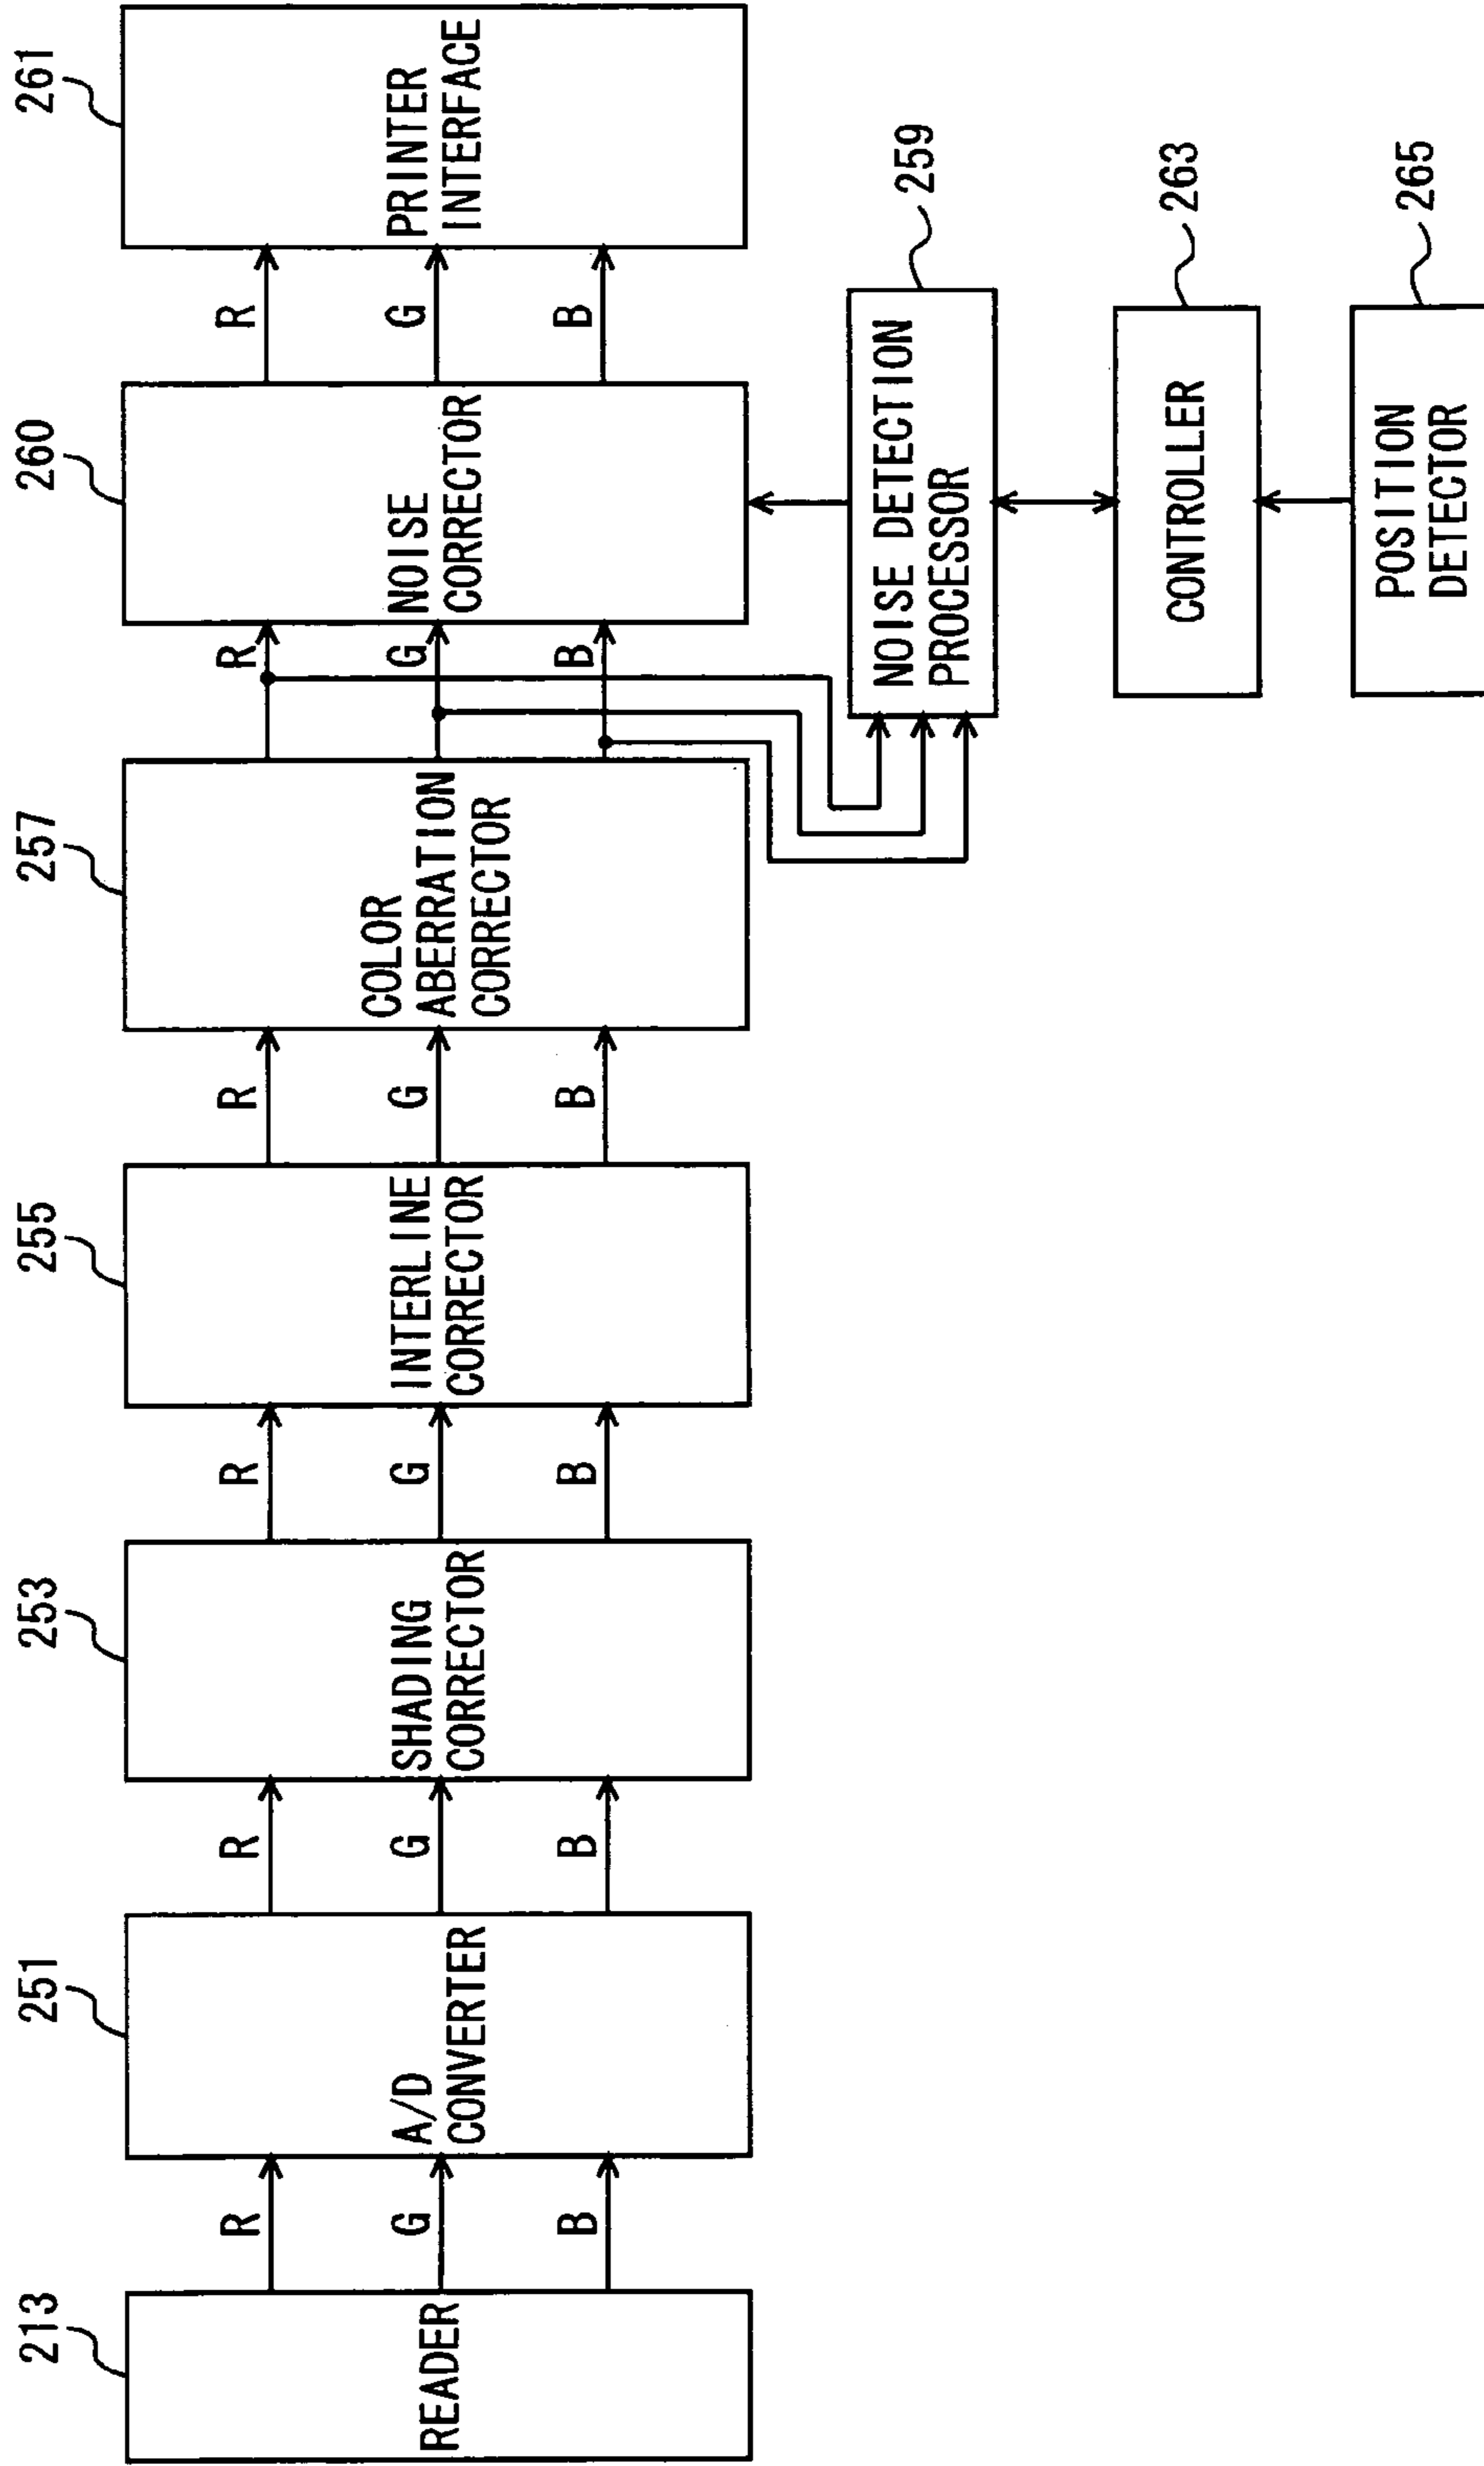 213
READER
R
G
B
251
A/D
CONVERTER
R
G
B
253
SHADING
CORRECTOR
R
G
B
255
INTERLINE
CORRECTOR
R
G
B
257
COLOR
ABERRATION
CORRECTOR
R
G
B
260
NOISE
CORRECTOR
R
G
B
261
PRINTER
INTERFACE
NOISE DETECTION
PROCESSOR
259
CONTROLLER
263
POSITION
DETECTOR
265